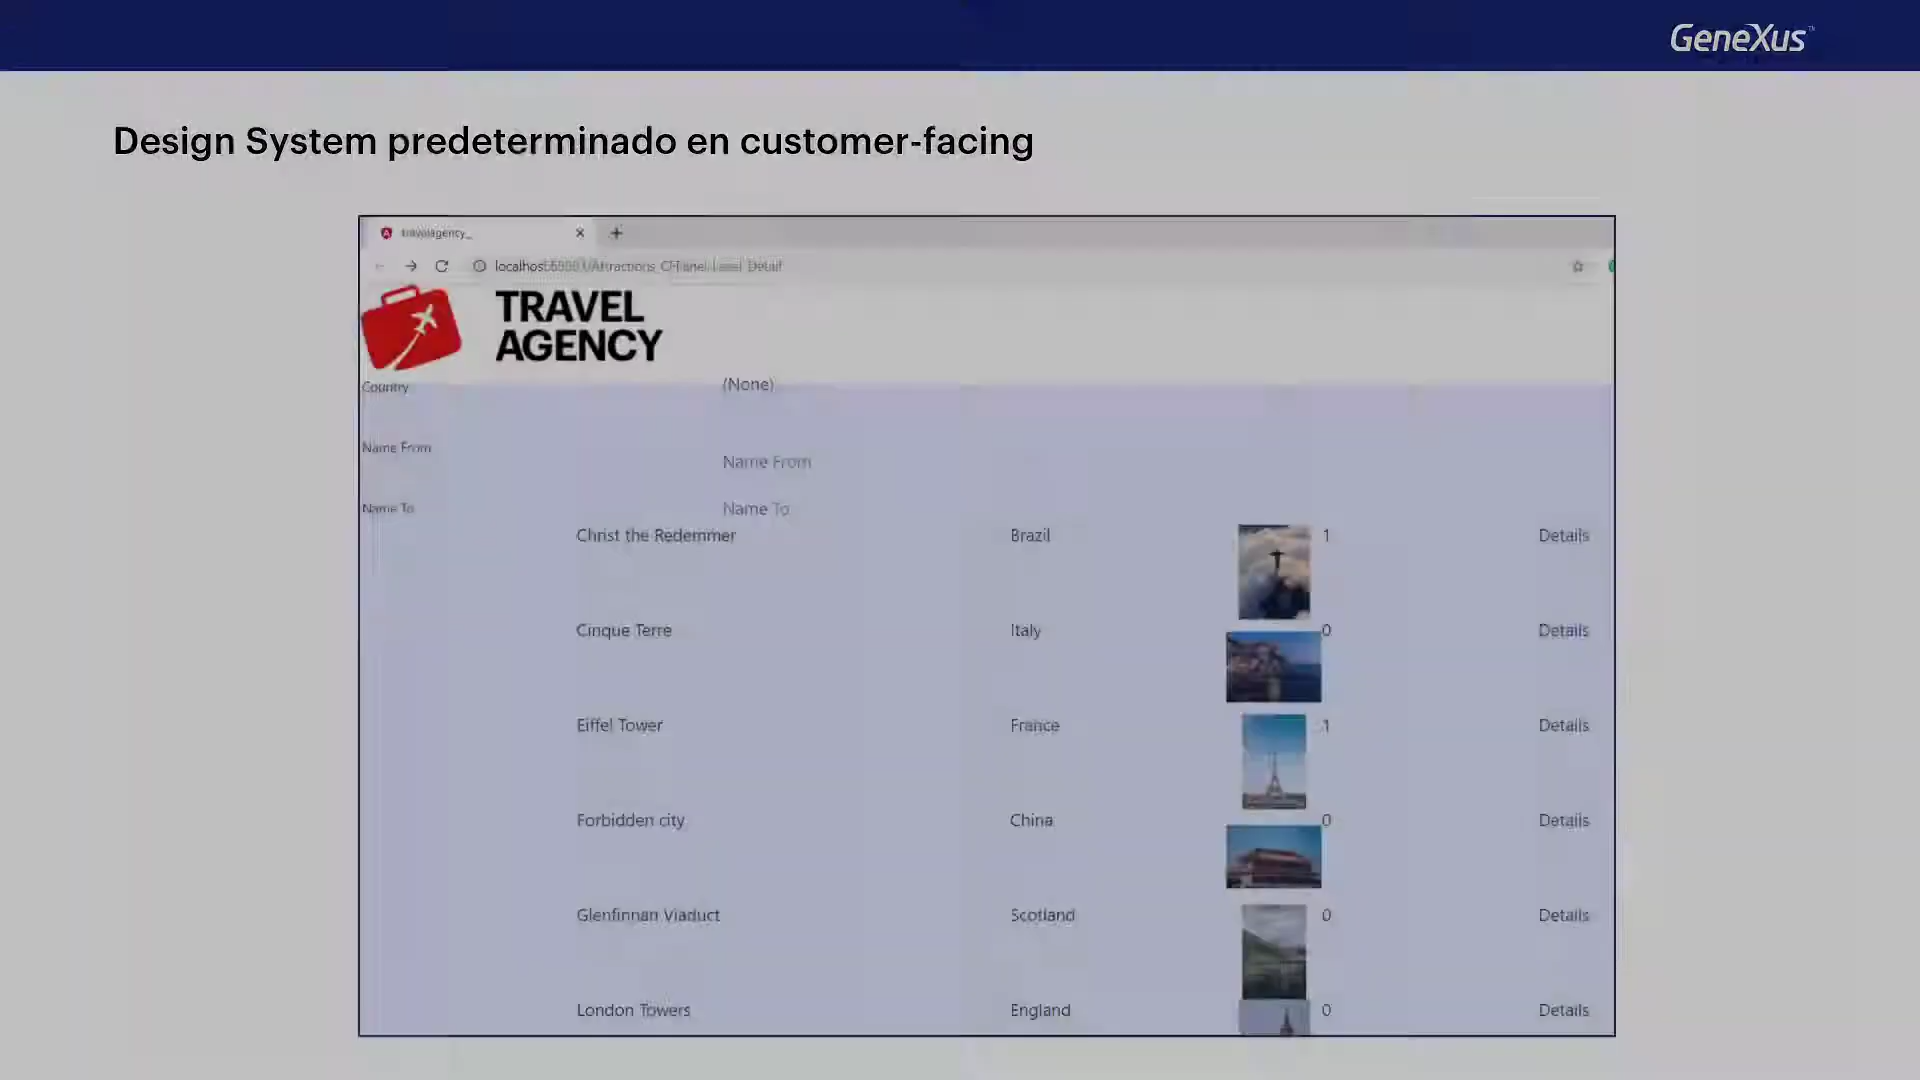 GeneXus™
Design System predeterminado en customer-facing
travelagency_
TRAVEL
AGENCY
Country
(None)
Name From
Name From
Name To
Name To
Christ the Redemmer Brazil 1 Details
Cinque Terre Italy 0 Details
Eiffel Tower France 1 Details
Forbidden city China 0 Details
Glenfinnan Viaduct Scotland 0 Details
London Towers England 0 Details